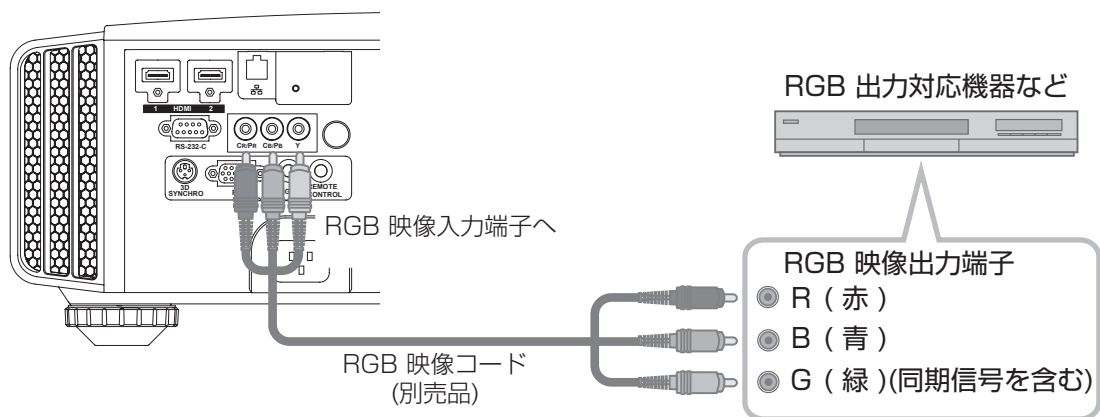 1 HDMI 2
RS-232-C
CR/PR CB/PB Y
3D
SYNCHRO
REMOTE
RGB 映像入力端子へ
RGB 映像コード
(別売品)
RGB 出力対応機器など
RGB 映像出力端子
R ( 赤 )
B ( 青 )
G ( 緑 )(同期信号を含む)